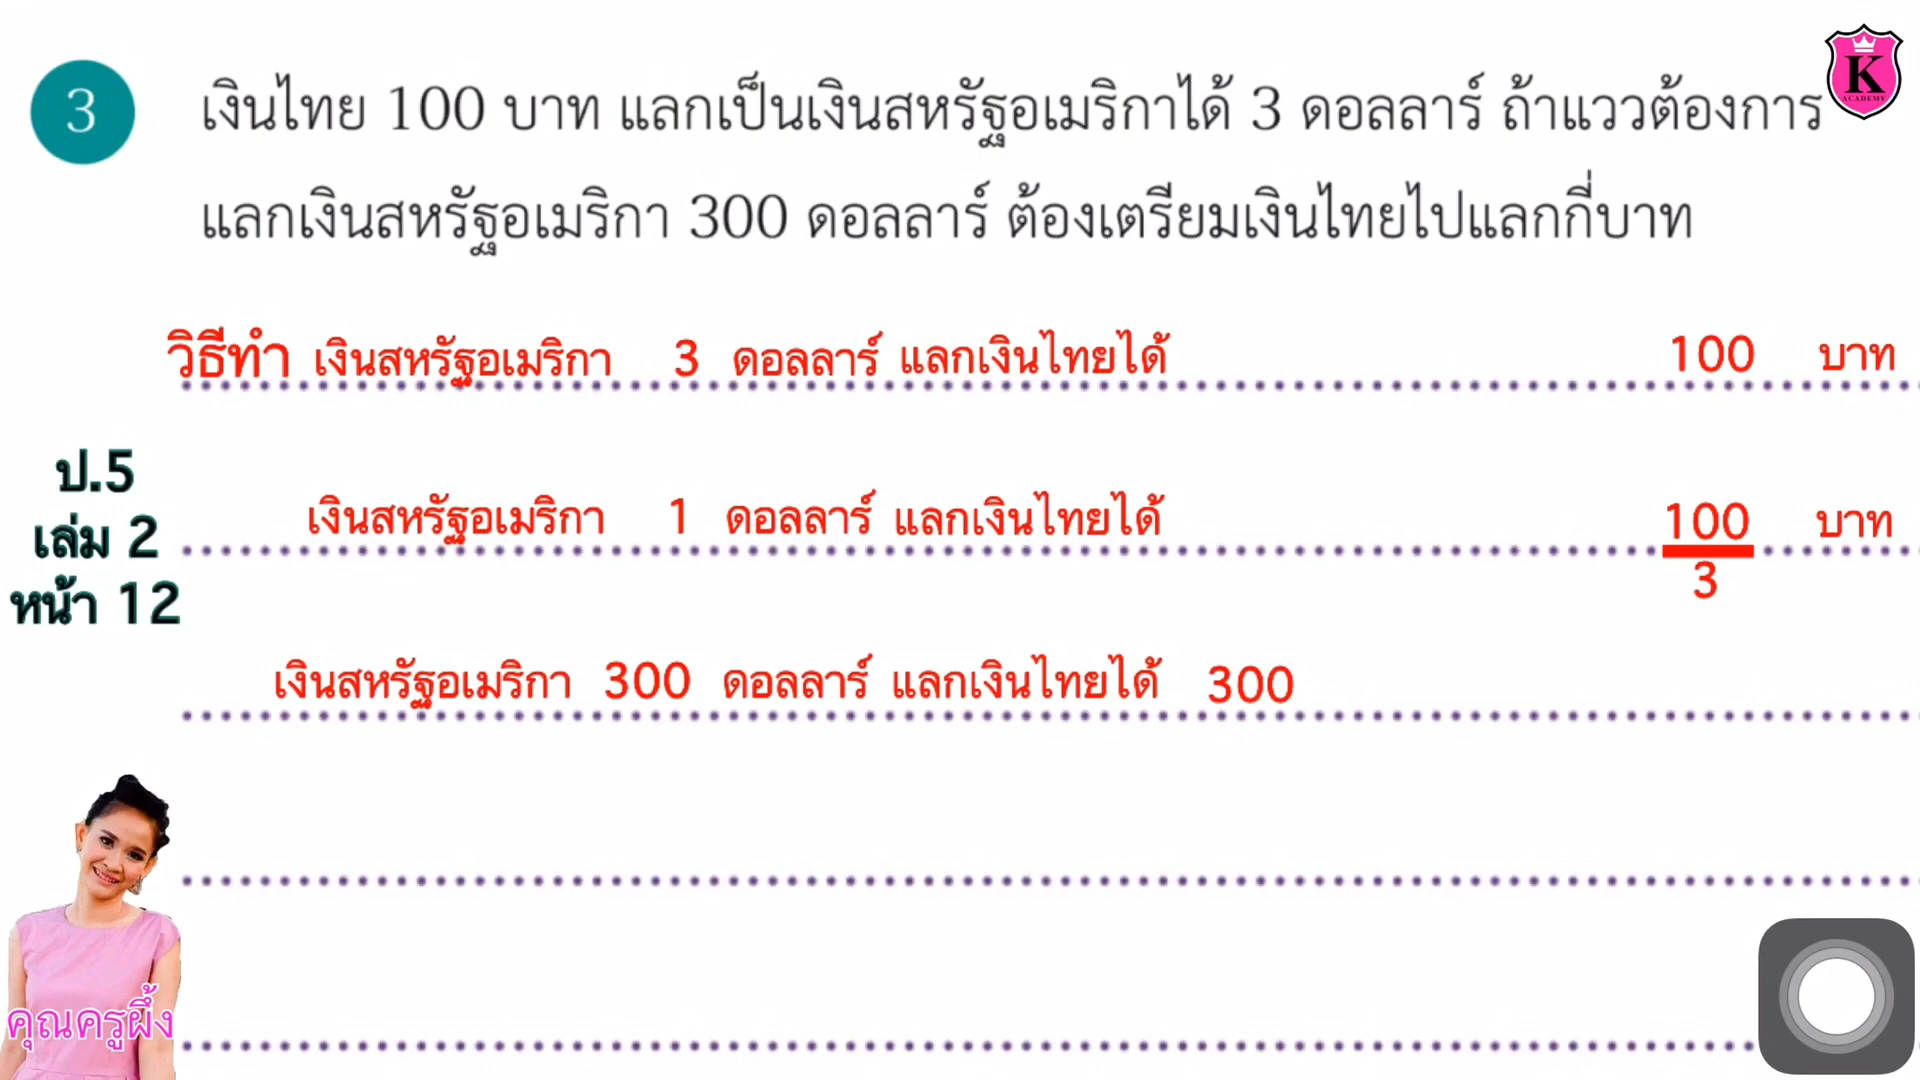 3 เงินไทย 100 บาท แลกเป็นเงินสหรัฐอเมริกาได้ 3 ดอลลาร์ ถ้าแววต้องการ
แลกเงินสหรัฐอเมริกา 300 ดอลลาร์ ต้องเตรียมเงินไทยไปแลกกี่บาท
K
ACADEMY
วิธีทำ เงินสหรัฐอเมริกา 3 ดอลลาร์ แลกเงินไทยได้ 100 บาท
ป.5
เล่ม 2
หน้า 12
เงินสหรัฐอเมริกา 1 ดอลลาร์ แลกเงินไทยได้ 100 บาท
3
เงินสหรัฐอเมริกา 300 ดอลลาร์ แลกเงินไทยได้ 300
คุณครูผึ้ง